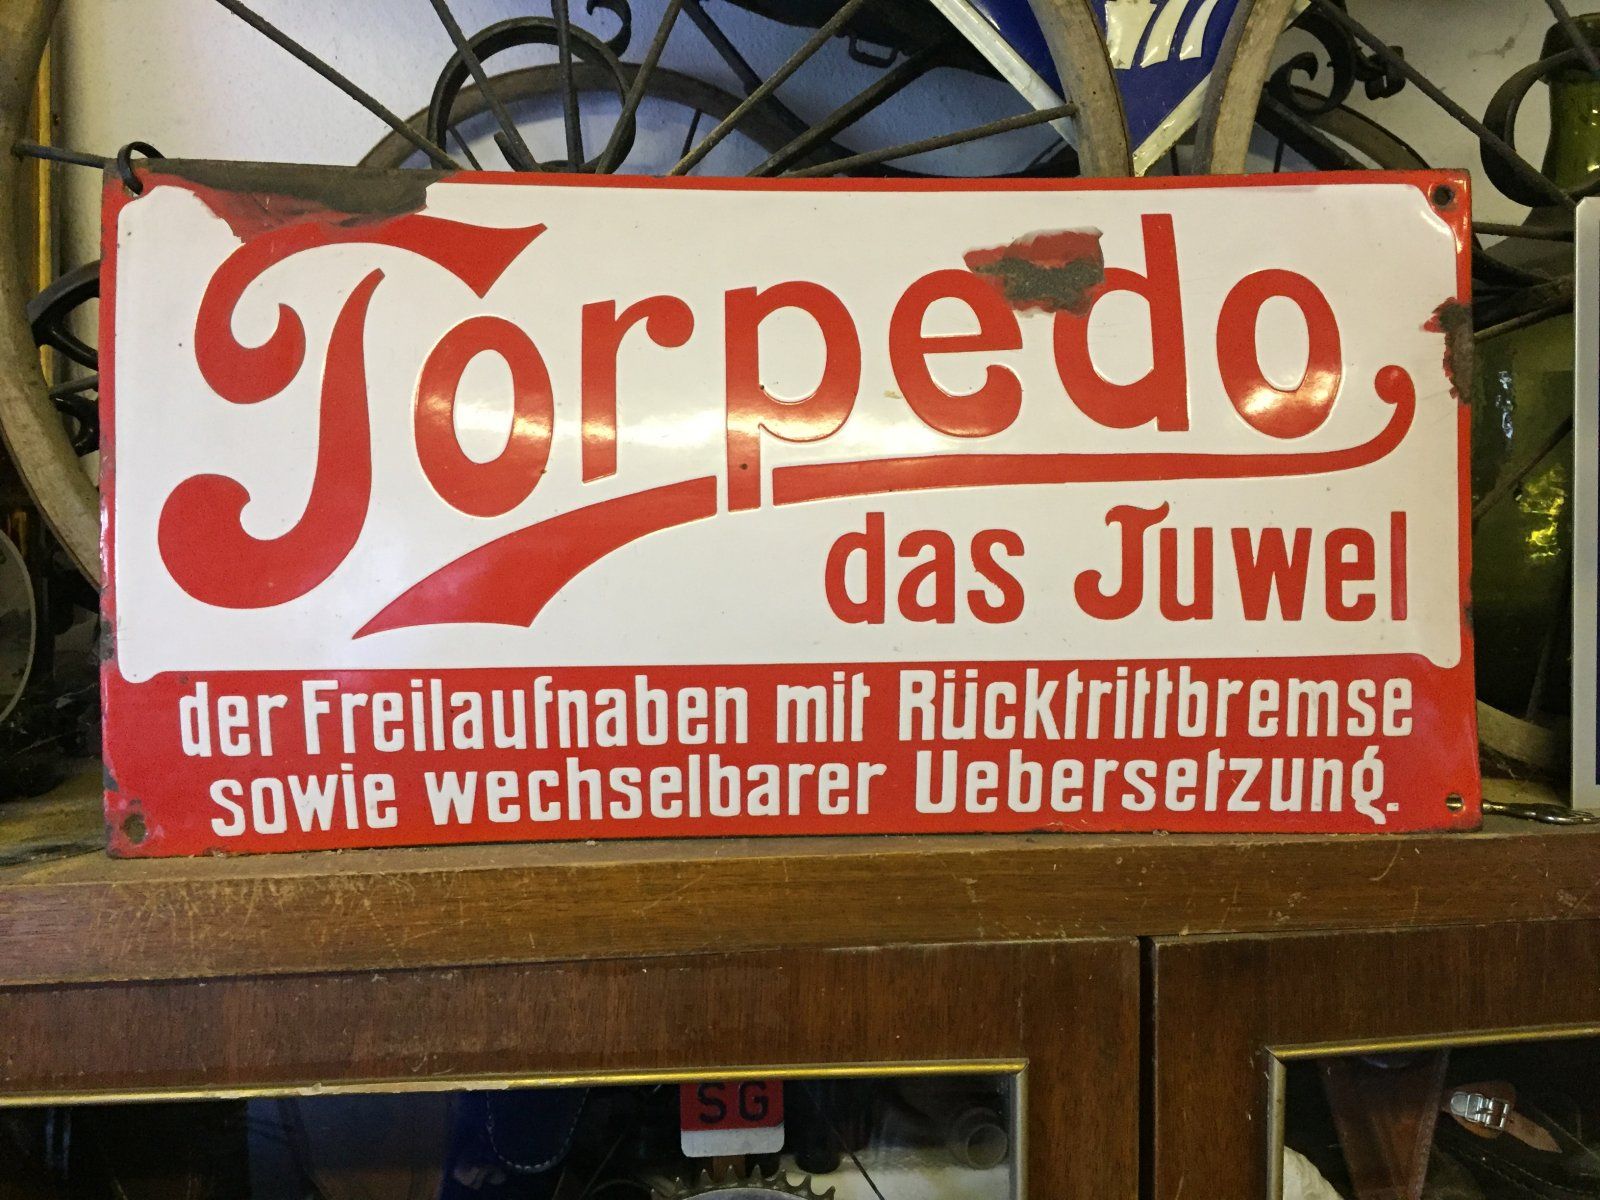 Torpedo
das Juwel
der Freilaufnaben mit Rücktrittbremse
sowie wechselbarer Uebersetzung.
SG